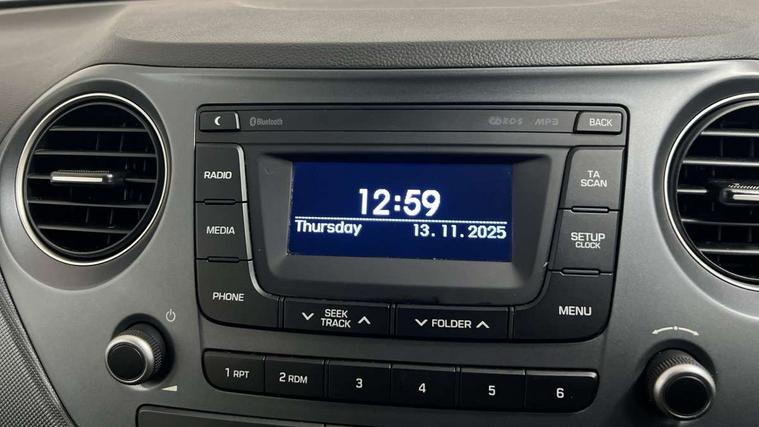 Bluetooth RDS MP3 BACK
RADIO
TA
SCAN
12:59
Thursday 13. 11. 2025
MEDIA
SETUP
CLOCK
PHONE
SEEK
TRACK
FOLDER
MENU
1 RPT 2 RDM 3 4 5 6